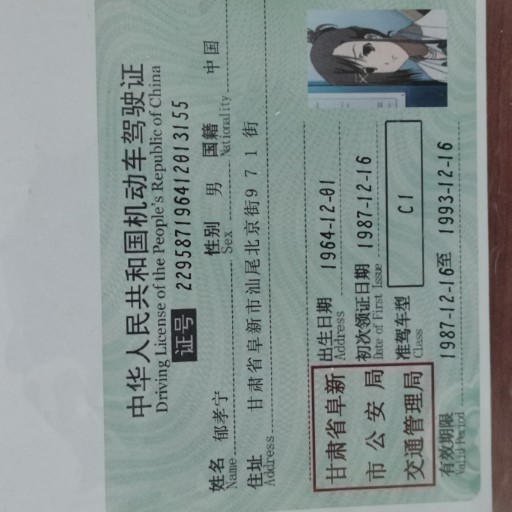 中华人民共和国机动车驾驶证
Driving License of the People's Republic of China
证号 229587196412013155
姓名 郁孝宁 性别 男 国籍 中国
Name Sex Nationality
住址 甘肃省阜新市汕尾北京街971街
Address
出生日期 1964-12-01
Address
初次领证日期 1987-12-16
Date of First Issue
准驾车型 C1
Class
甘肃省阜新
市公安局
交通管理局
有效期限 1987-12-16至 1993-12-16
Valid Period